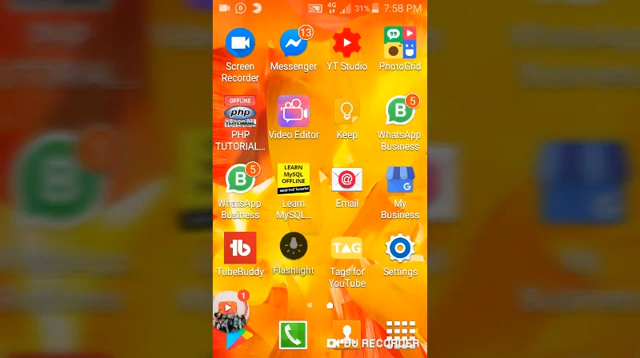 4G 31% 7:58 PM
13
Screen Recorder
Messenger
YT Studio
PhotoGrid
OFFLINE
php
5
PHP TUTORIAL...
Video Editor
Keep
WhatsApp Business
5
LEARN
MySQL
OFFLINE
WhatsApp Business
Learn MySQL...
Email
My Business
TAG
TubeBuddy
Flashlight
Tags for YouTube
Settings
1
DU RECORDER